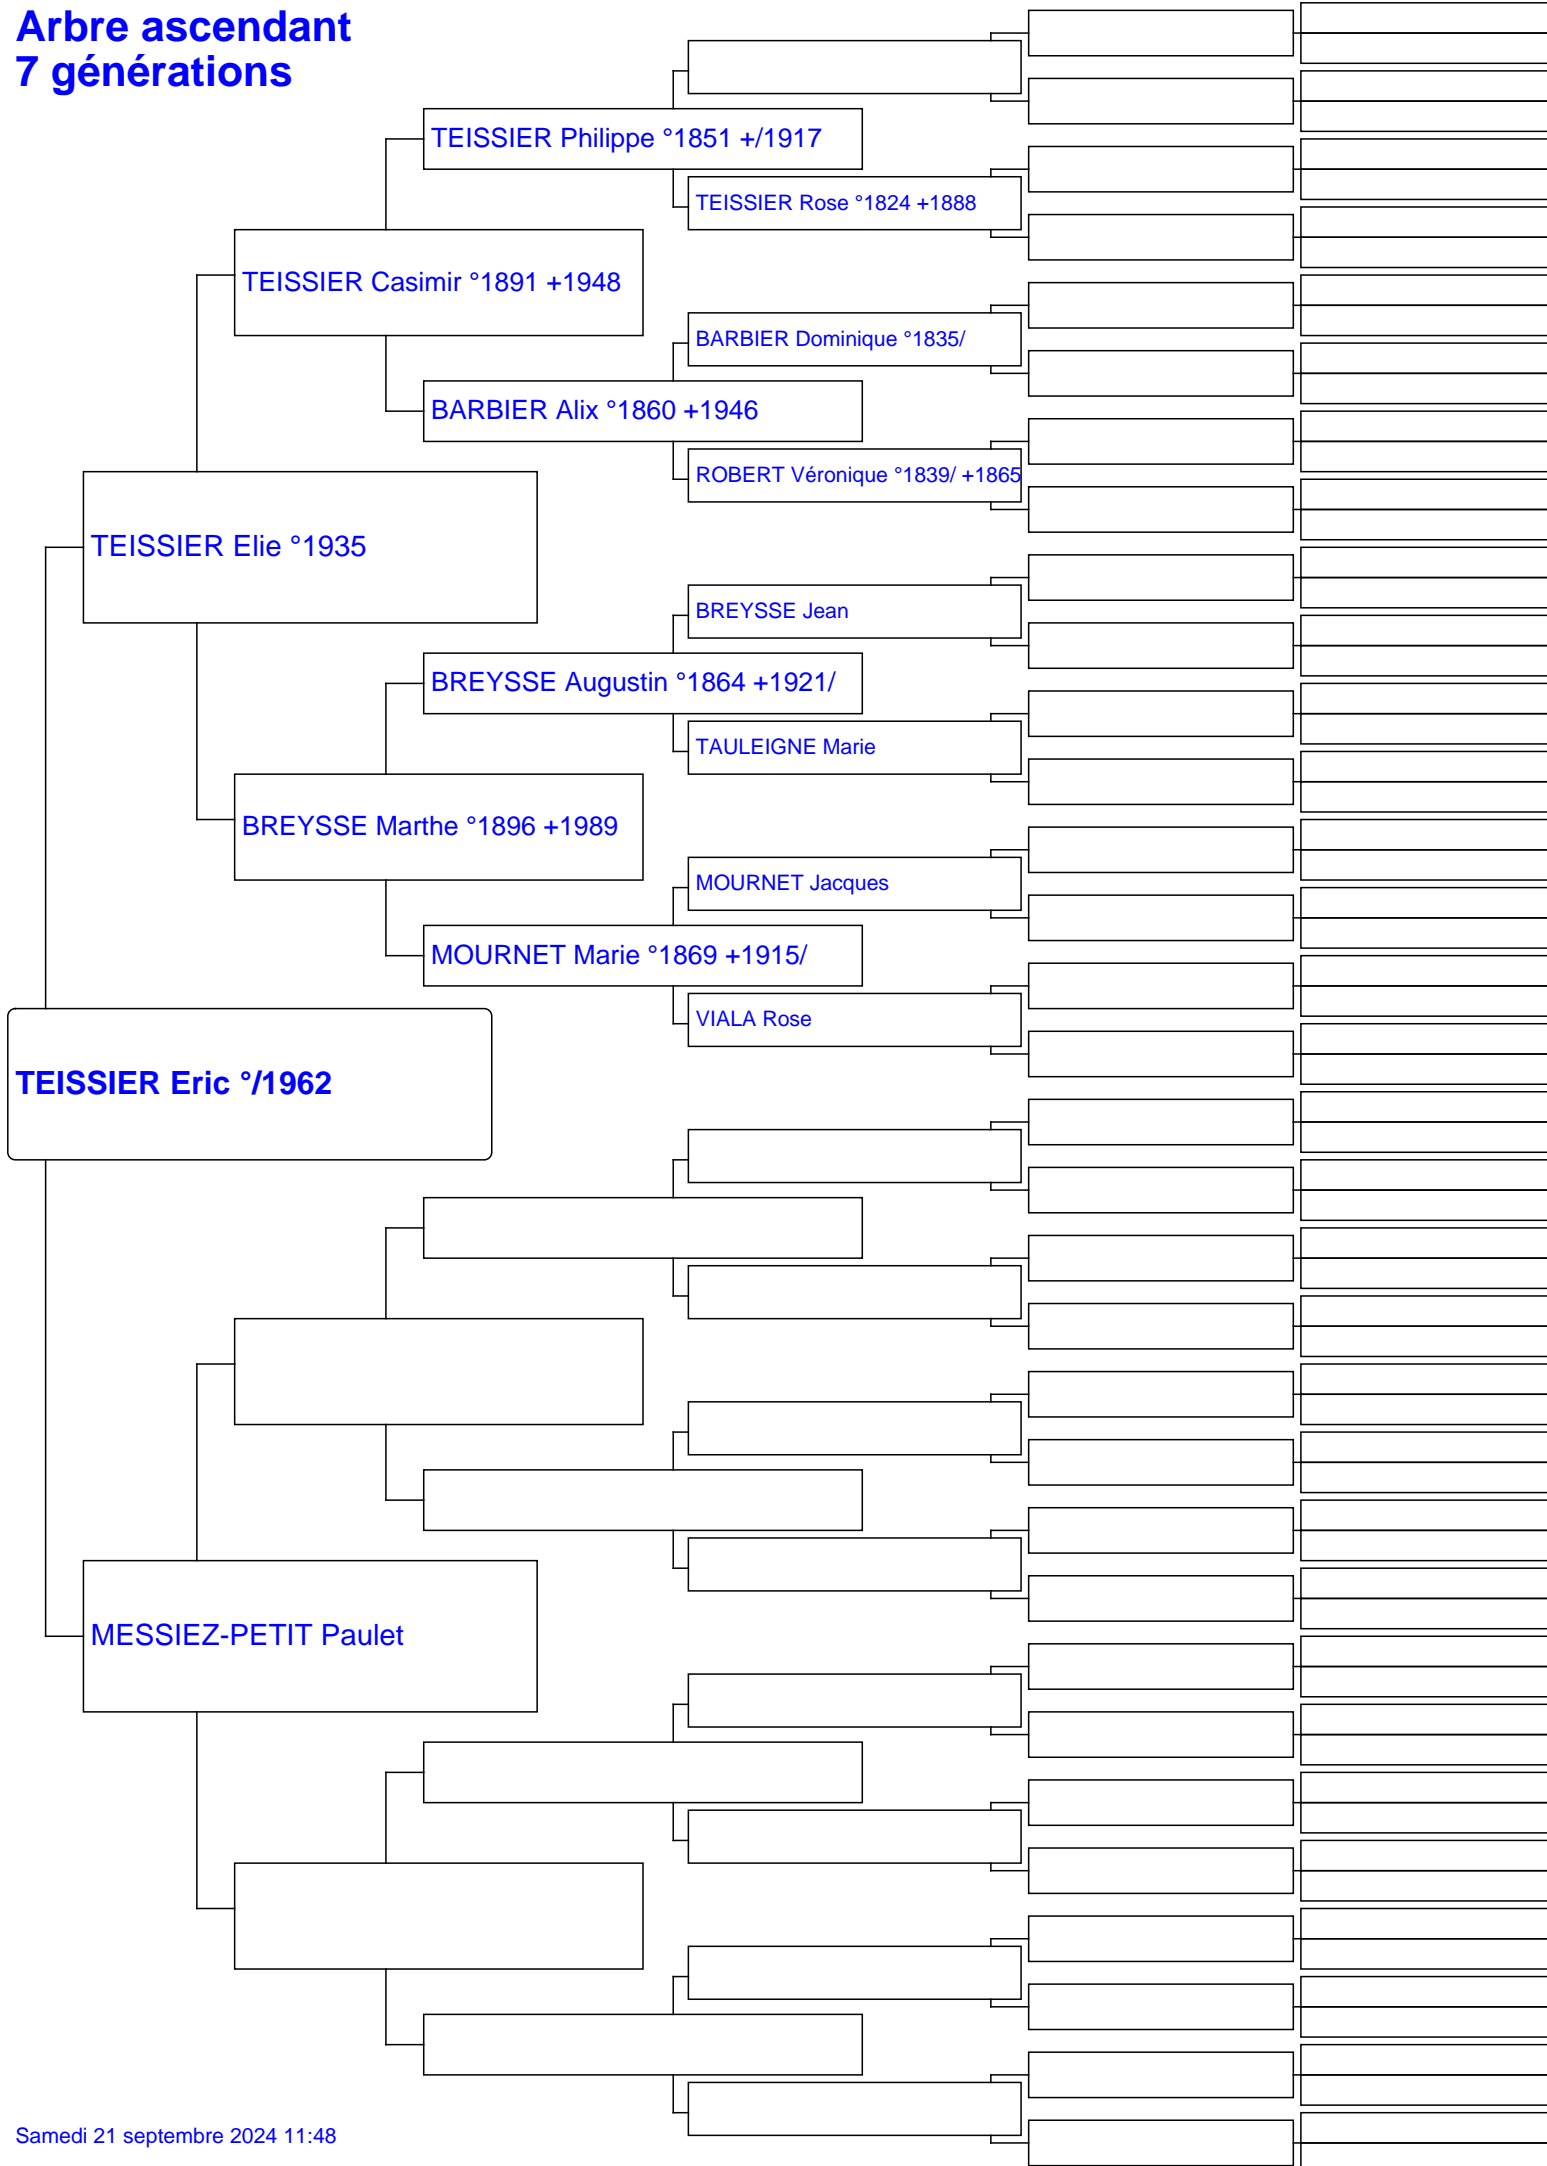 Arbre ascendant
7 générations
TEISSIER Philippe °1851 +/1917
TEISSIER Rose °1824 +1888
TEISSIER Casimir °1891 +1948
BARBIER Dominique °1835/
BARBIER Alix °1860 +1946
ROBERT Véronique °1839/ +1865
TEISSIER Elie °1935
BREYSSE Jean
BREYSSE Augustin °1864 +1921/
TAULEIGNE Marie
BREYSSE Marthe °1896 +1989
MOURNET Jacques
MOURNET Marie °1869 +1915/
VIALA Rose
TEISSIER Eric °/1962
MESSIEZ-PETIT Paulet
Samedi 21 septembre 2024 11:48